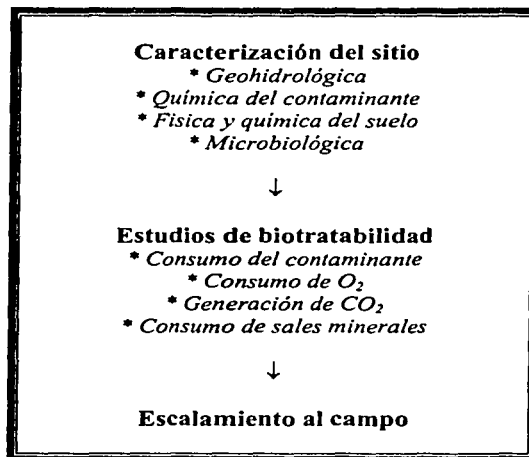 Caracterización del sitio
* Geohidrológica
* Química del contaminante
* Fisica y química del suelo
* Microbiológica
↓
Estudios de biotratabilidad
* Consumo del contaminante
* Consumo de O₂
* Generación de CO₂
* Consumo de sales minerales
↓
Escalamiento al campo